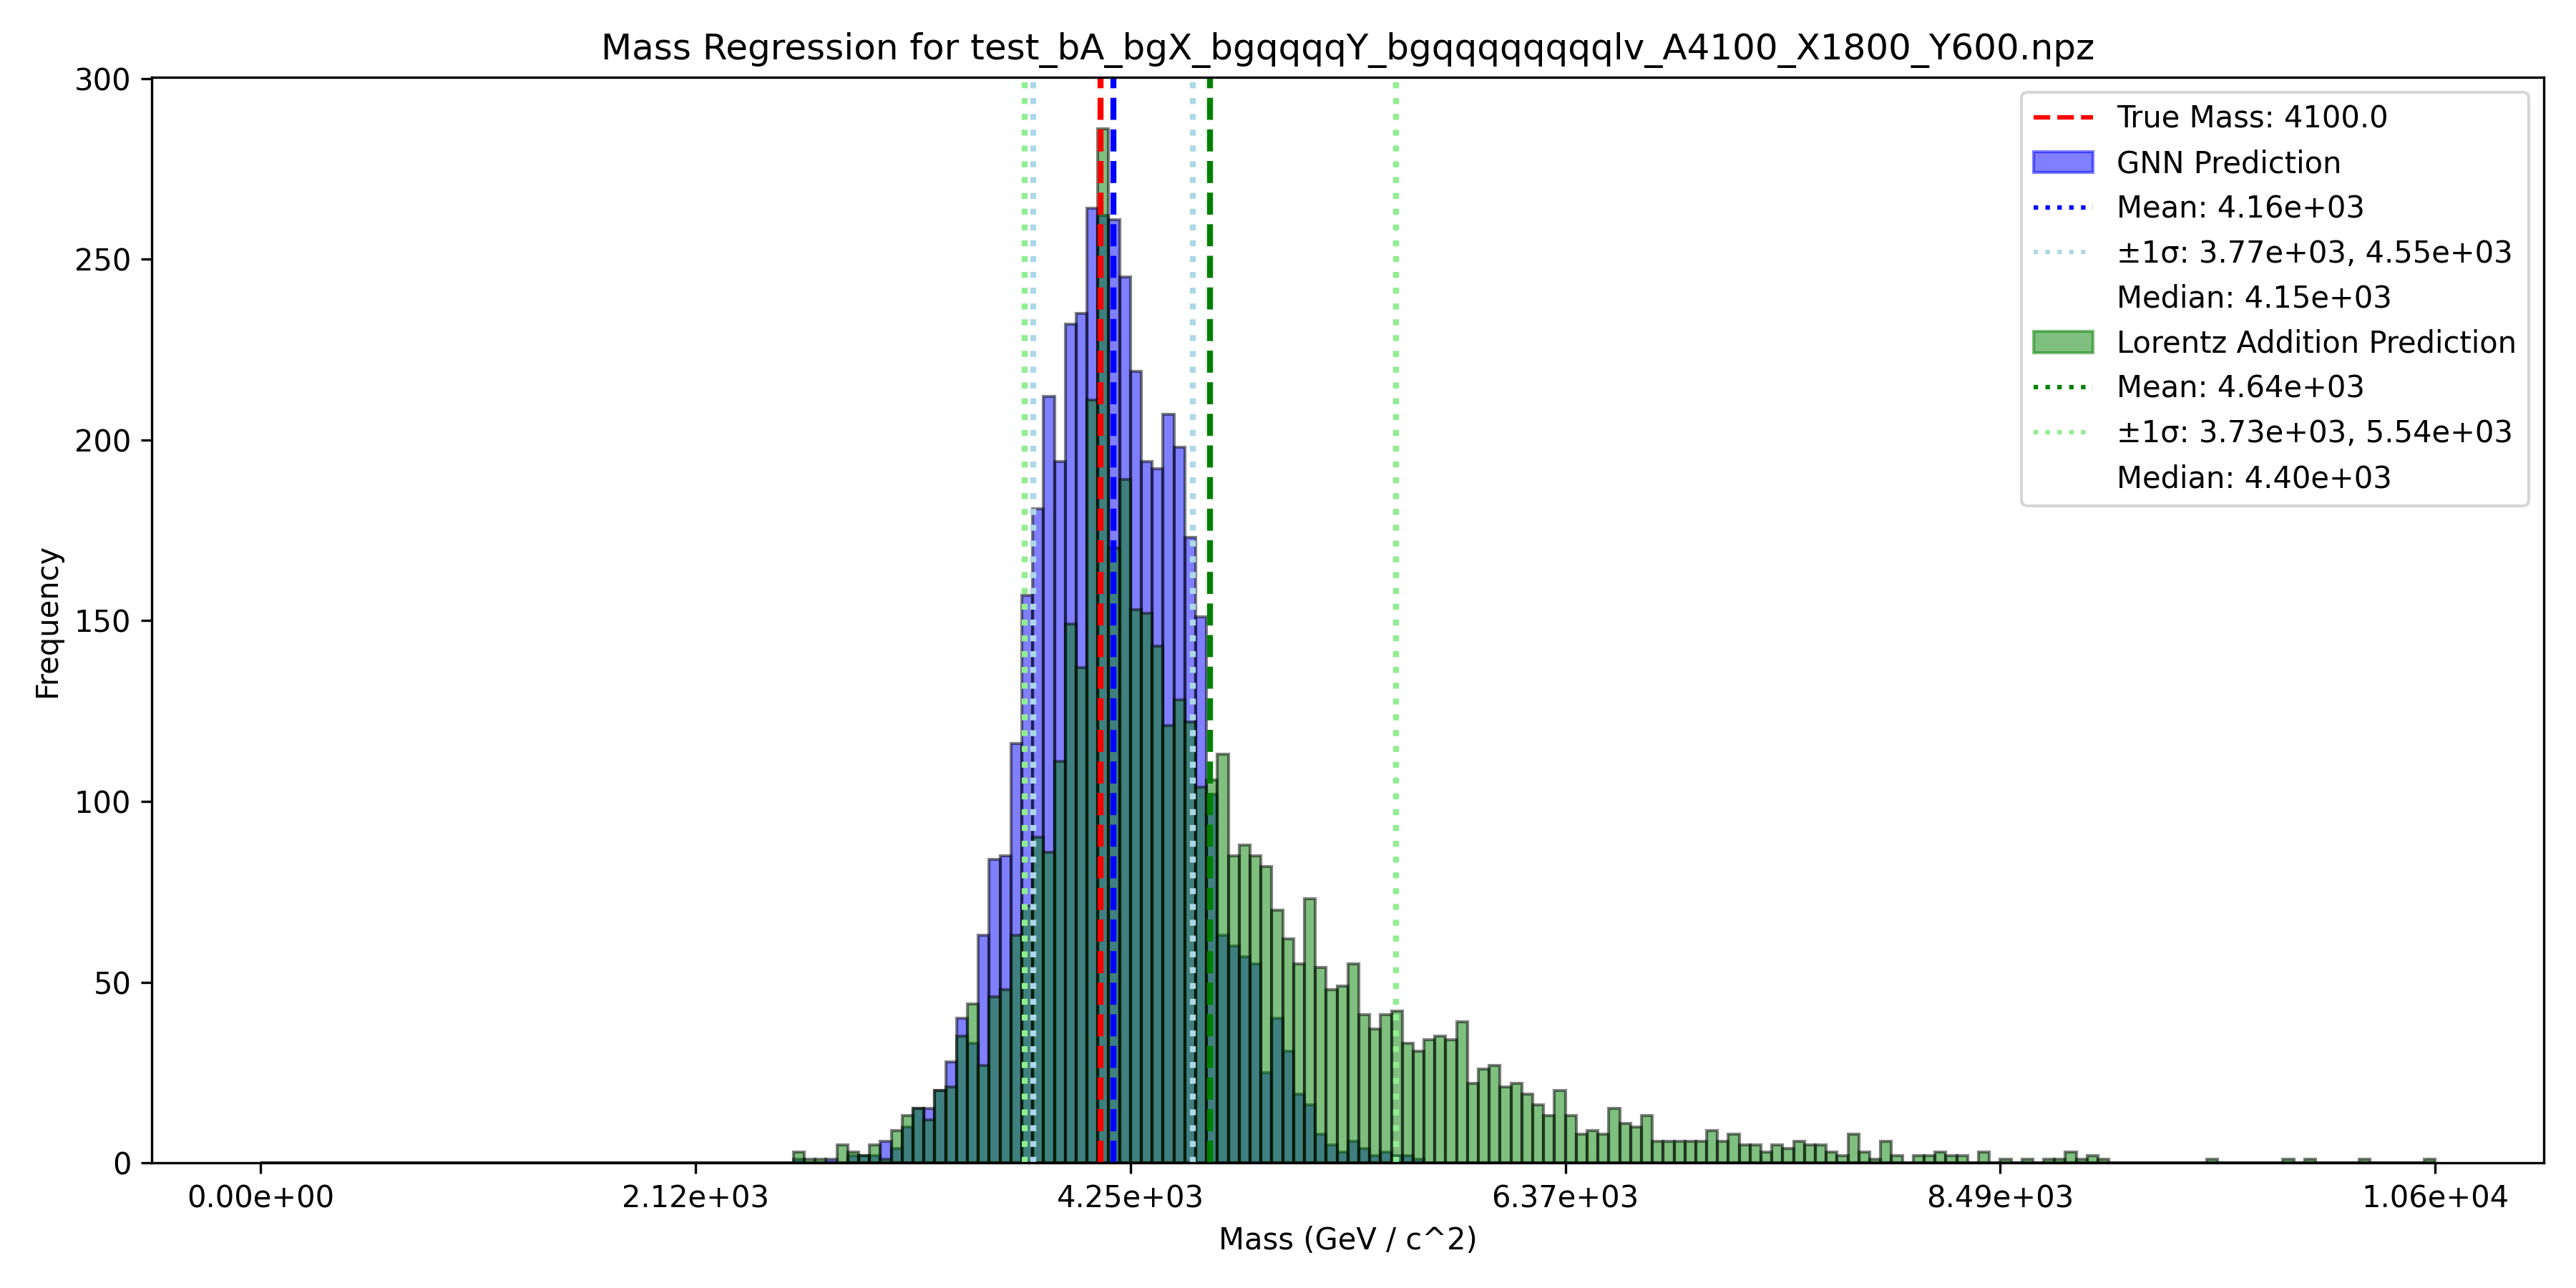 Mass Regression for test_bA_bgX_bgqqqqY_bgqqqqqqqqlv_A4100_X1800_Y600.npz
300
250
200
150
100
50
0
Frequency
True Mass: 4100.0
GNN Prediction
Mean: 4.16e+03
±1σ: 3.77e+03, 4.55e+03
Median: 4.15e+03
Lorentz Addition Prediction
Mean: 4.64e+03
±1σ: 3.73e+03, 5.54e+03
Median: 4.40e+03
0.00e+00 2.12e+03 4.25e+03 6.37e+03 8.49e+03 1.06e+04
Mass (GeV / c^2)